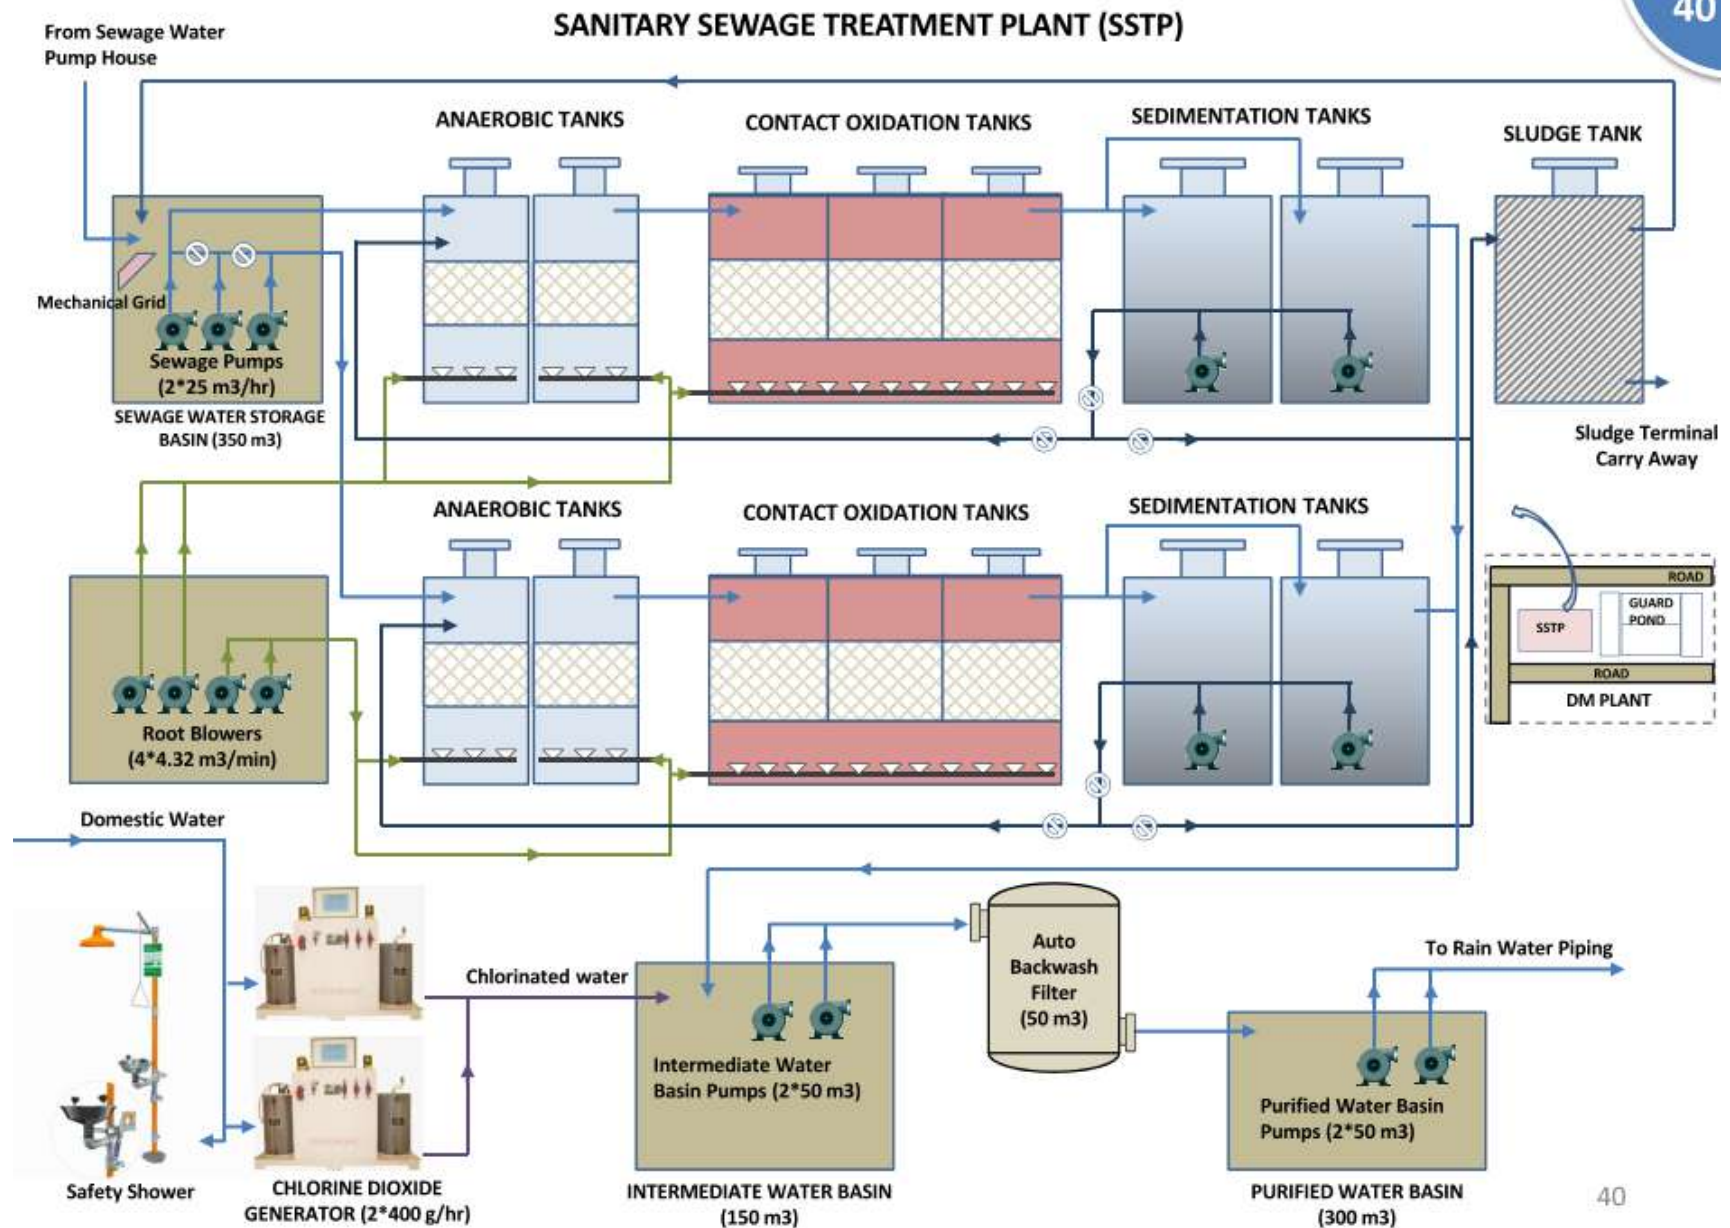 SANITARY SEWAGE TREATMENT PLANT (SSTP)
40
From Sewage Water
Pump House
ANAEROBIC TANKS
CONTACT OXIDATION TANKS
SEDIMENTATION TANKS
SLUDGE TANK
Mechanical Grid
Sewage Pumps
(2*25 m3/hr)
SEWAGE WATER STORAGE
BASIN (350 m3)
Sludge Terminal
Carry Away
ANAEROBIC TANKS
CONTACT OXIDATION TANKS
SEDIMENTATION TANKS
ROAD
GUARD
POND
SSTP
ROAD
DM PLANT
Root Blowers
(4*4.32 m3/min)
Domestic Water
Chlorinated water
Auto
Backwash
Filter
(50 m3)
To Rain Water Piping
Intermediate Water
Basin Pumps (2*50 m3)
Purified Water Basin
Pumps (2*50 m3)
Safety Shower
CHLORINE DIOXIDE
GENERATOR (2*400 g/hr)
INTERMEDIATE WATER BASIN
(150 m3)
PURIFIED WATER BASIN
(300 m3)
40